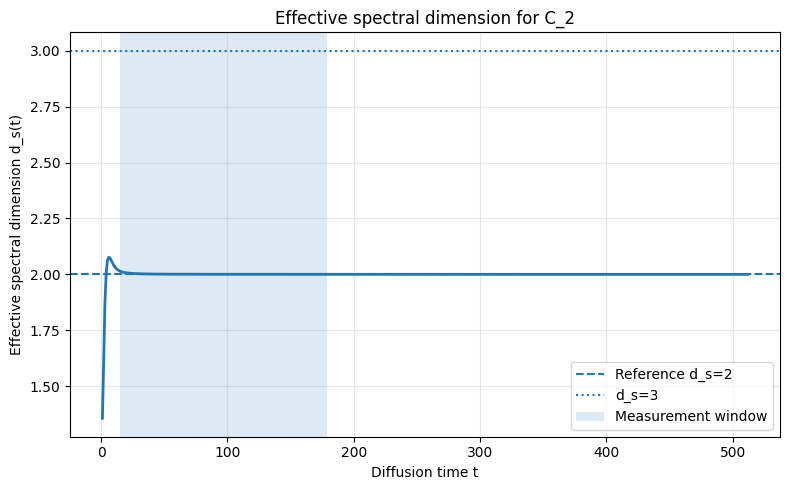 Effective spectral dimension for C_2
Effective spectral dimension d_s(t)
3.00
2.75
2.50
2.25
2.00
1.75
1.50
0
100
200
300
400
500
Diffusion time t
Reference d_s=2
d_s=3
Measurement window